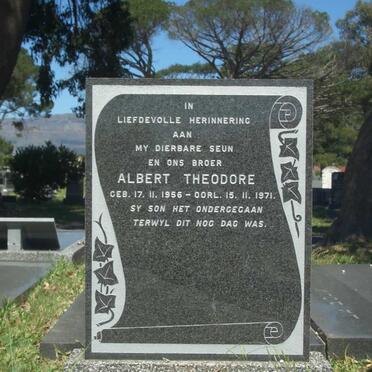 IN
LIEFDEVOLLE HERINNERING
AAN
MY DIERBARE SEUN
EN ONS BROER
ALBERT THEODORE
GEB. 17. 11. 1956 – OORL. 15. 11. 1971.
SY SON HET ONDERGEGAAN
TERWYL DIT NOG DAG WAS.